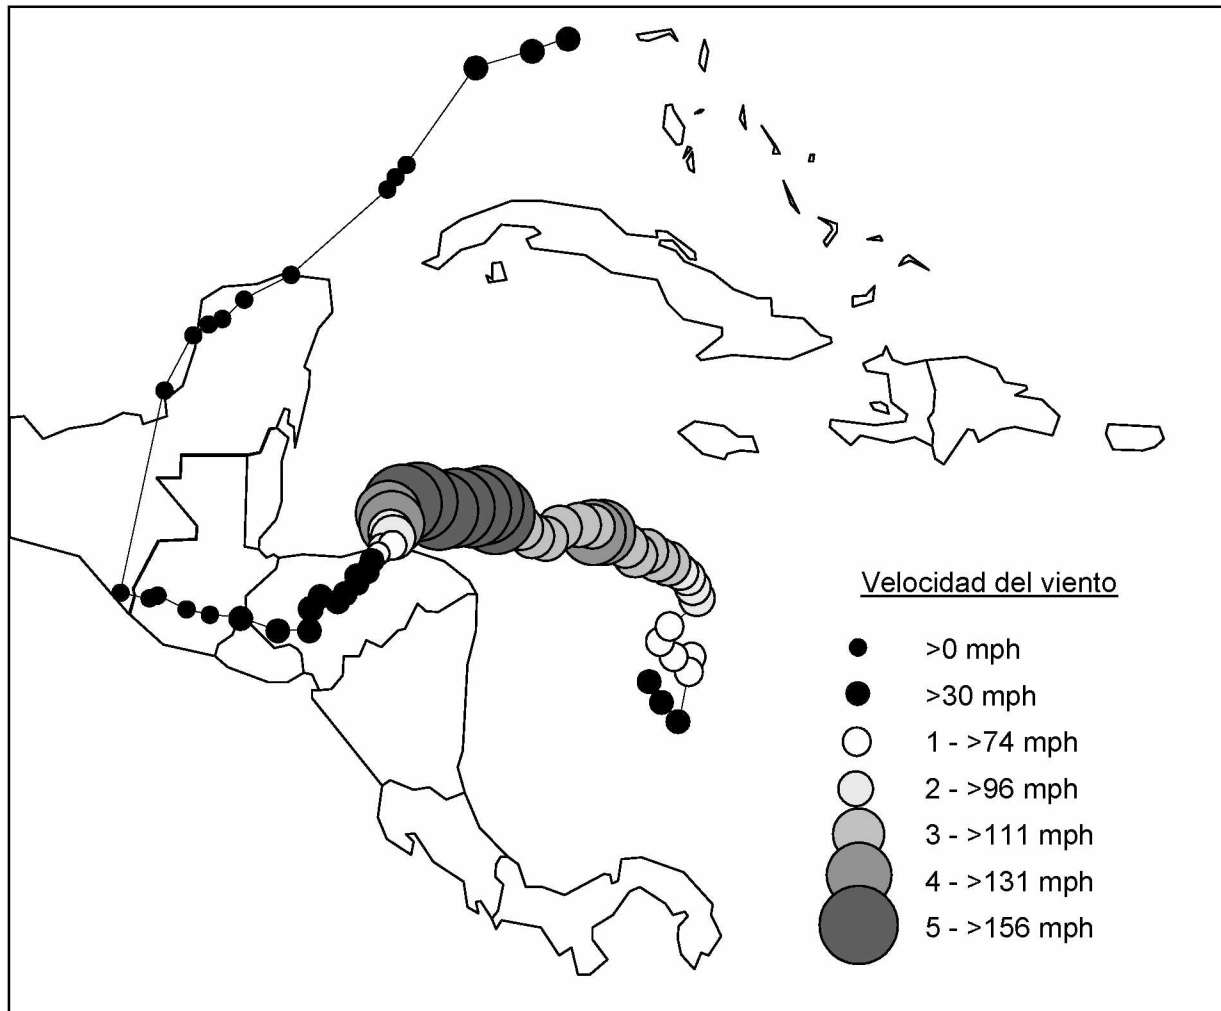 Velocidad del viento
>0 mph
>30 mph
1 - >74 mph
2 - >96 mph
3 - >111 mph
4 - >131 mph
5 - >156 mph